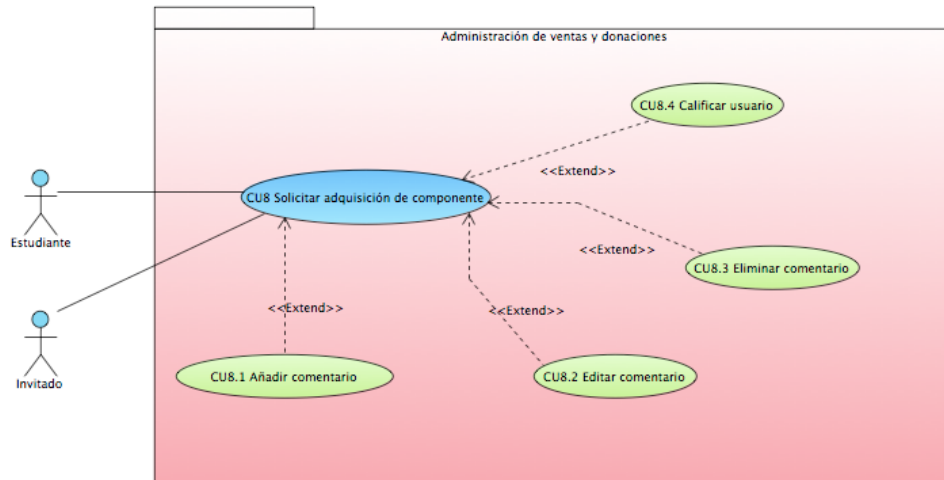 Administración de ventas y donaciones
CU8.4 Calificar usuario
<<Extend>>
CU8 Solicitar adquisición de componente
Estudiante
<<Extend>>
CU8.3 Eliminar comentario
<<Extend>>
<<Extend>>
Invitado
CU8.1 Añadir comentario
CU8.2 Editar comentario